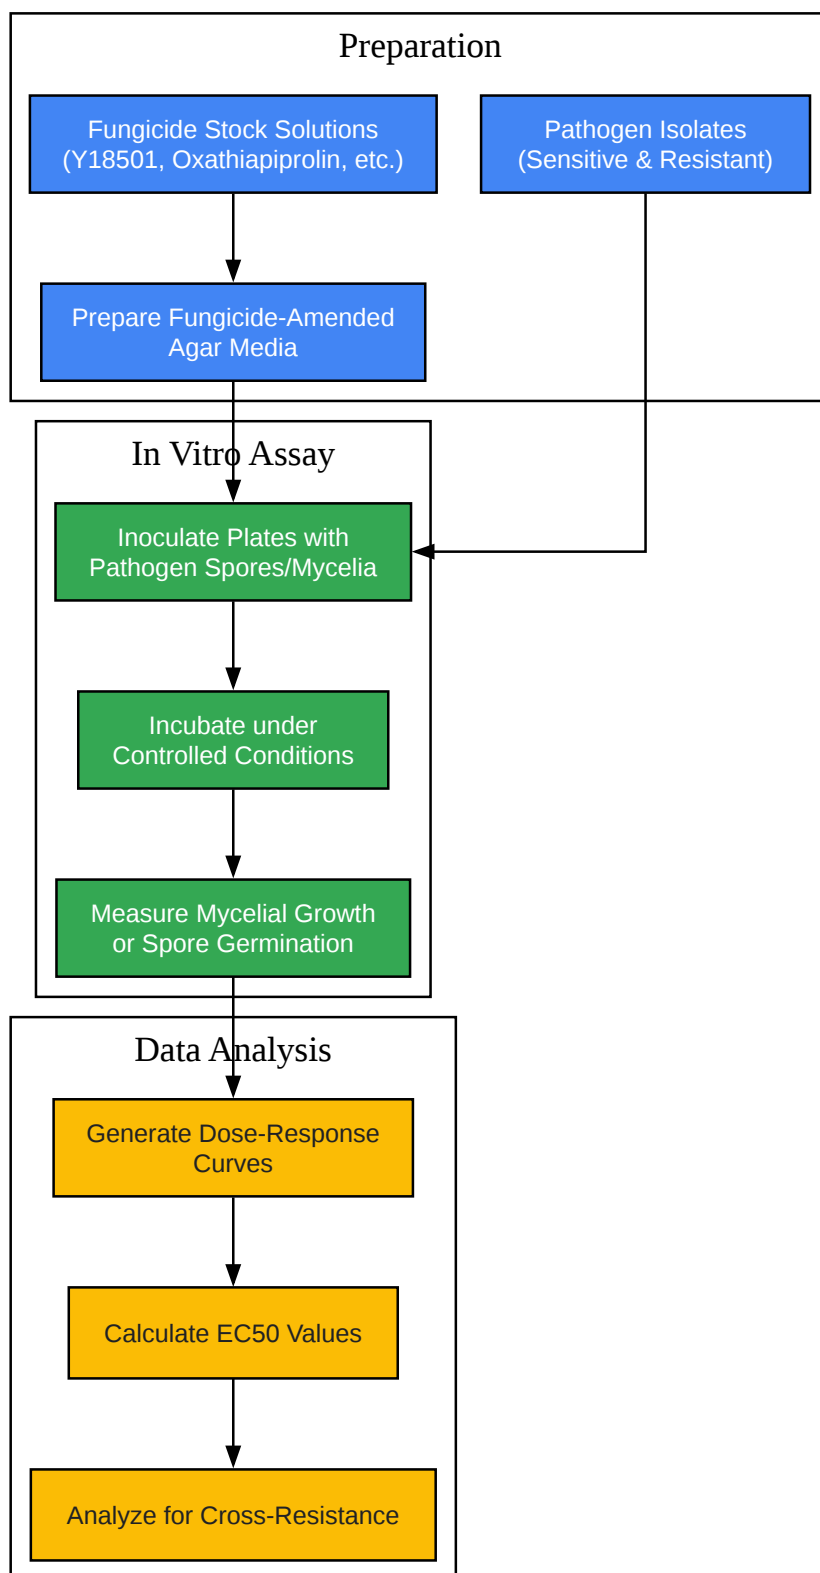 Preparation
Fungicide Stock Solutions
(Y18501, Oxathiapiprolin, etc.)
Pathogen Isolates
(Sensitive & Resistant)
Prepare Fungicide-Amended
Agar Media
In Vitro Assay
Inoculate Plates with
Pathogen Spores/Mycelia
Incubate under
Controlled Conditions
Measure Mycelial Growth
or Spore Germination
Data Analysis
Generate Dose-Response
Curves
Calculate EC50 Values
Analyze for Cross-Resistance